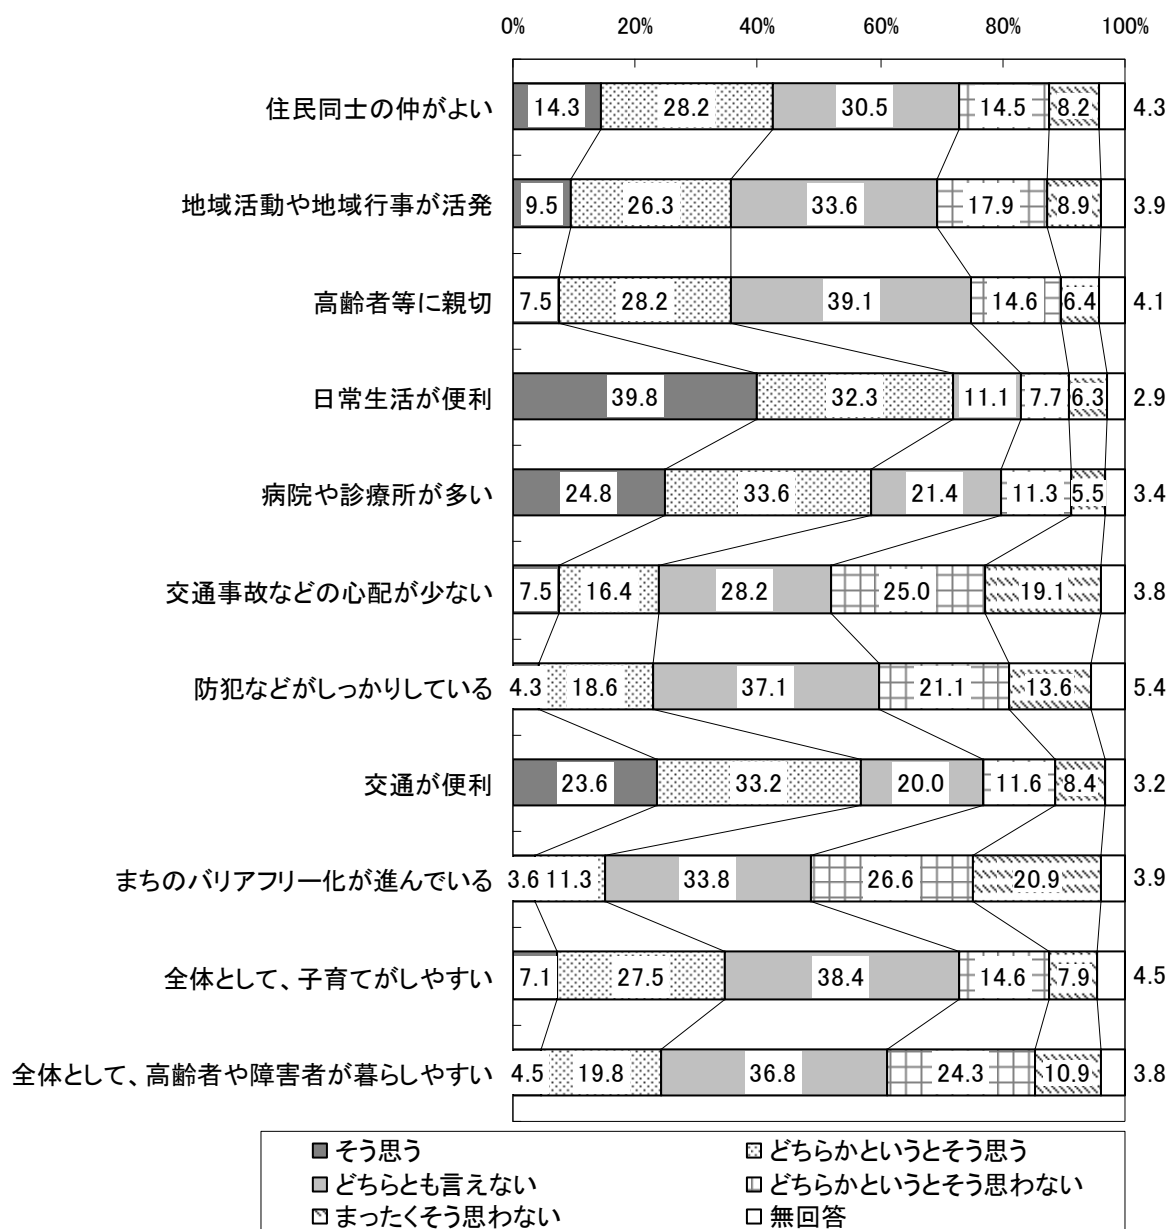 0% 20% 40% 60% 80% 100%
住民同士の仲がよい 14.3 28.2 30.5 14.5 8.2 4.3
地域活動や地域行事が活発 9.5 26.3 33.6 17.9 8.9 3.9
高齢者等に親切 7.5 28.2 39.1 14.6 6.4 4.1
日常生活が便利 39.8 32.3 11.1 7.7 6.3 2.9
病院や診療所が多い 24.8 33.6 21.4 11.3 5.5 3.4
交通事故などの心配が少ない 7.5 16.4 28.2 25.0 19.1 3.8
防犯などがしっかりしている 4.3 18.6 37.1 21.1 13.6 5.4
交通が便利 23.6 33.2 20.0 11.6 8.4 3.2
まちのバリアフリー化が進んでいる 3.6 11.3 33.8 26.6 20.9 3.9
全体として、子育てがしやすい 7.1 27.5 38.4 14.6 7.9 4.5
全体として、高齢者や障害者が暮らしやすい 4.5 19.8 36.8 24.3 10.9 3.8
そう思う どちらかというとそう思う
どちらとも言えない どちらかというとそう思わない
まったくそう思わない 無回答